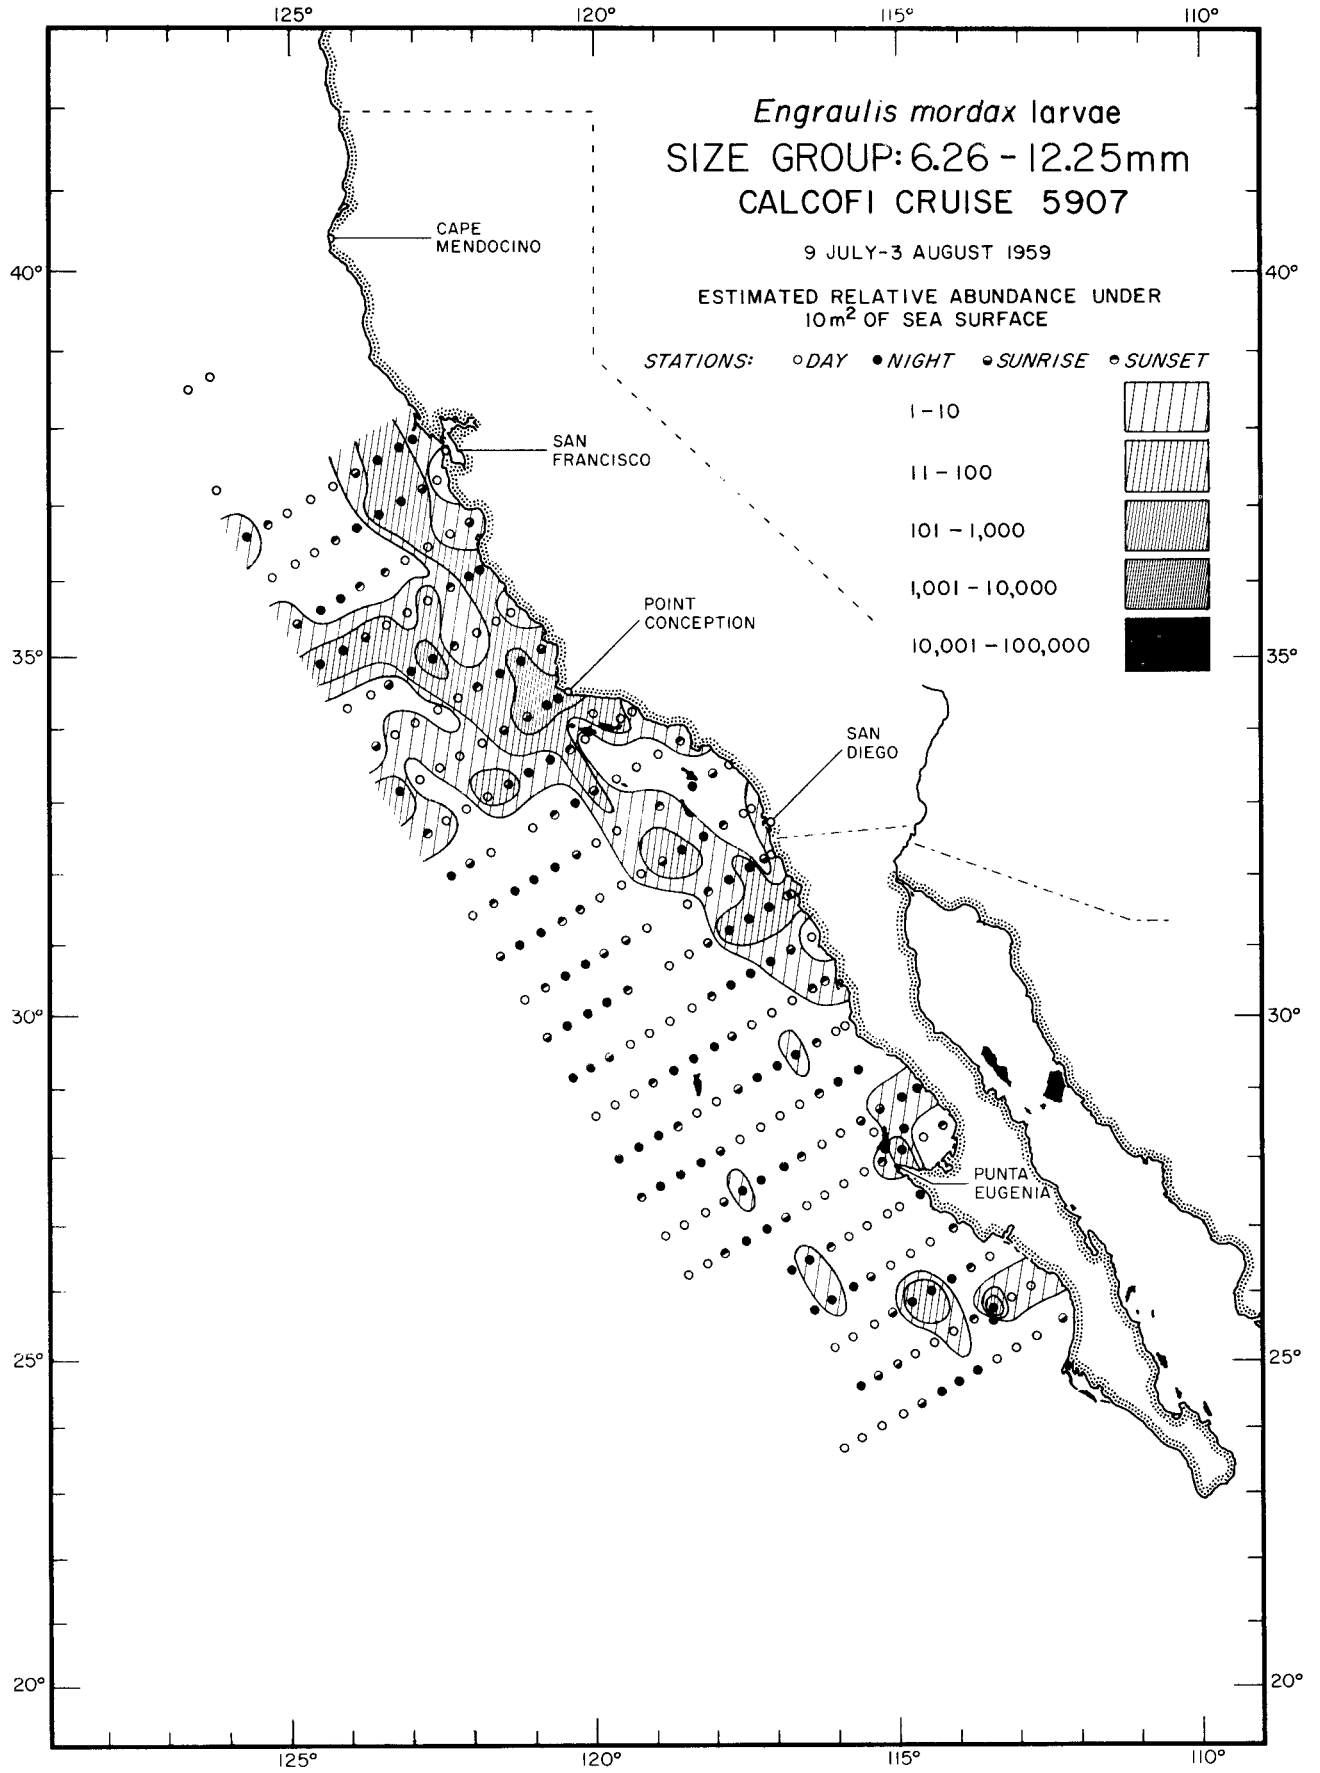 125°
120°
115°
110°
Engraulis mordax larvae
SIZE GROUP: 6.26 - 12.25mm
CALCOFI CRUISE 5907
9 JULY-3 AUGUST 1959
ESTIMATED RELATIVE ABUNDANCE UNDER
10m² OF SEA SURFACE
STATIONS: DAY NIGHT SUNRISE SUNSET
1-10
11-100
101-1,000
1,001-10,000
10,001-100,000
CAPE
MENDOCINO
40°
40°
SAN
FRANCISCO
POINT
CONCEPTION
35°
35°
SAN
DIEGO
30°
30°
PUNTA
EUGENIA
25°
25°
20°
20°
125°
120°
115°
110°